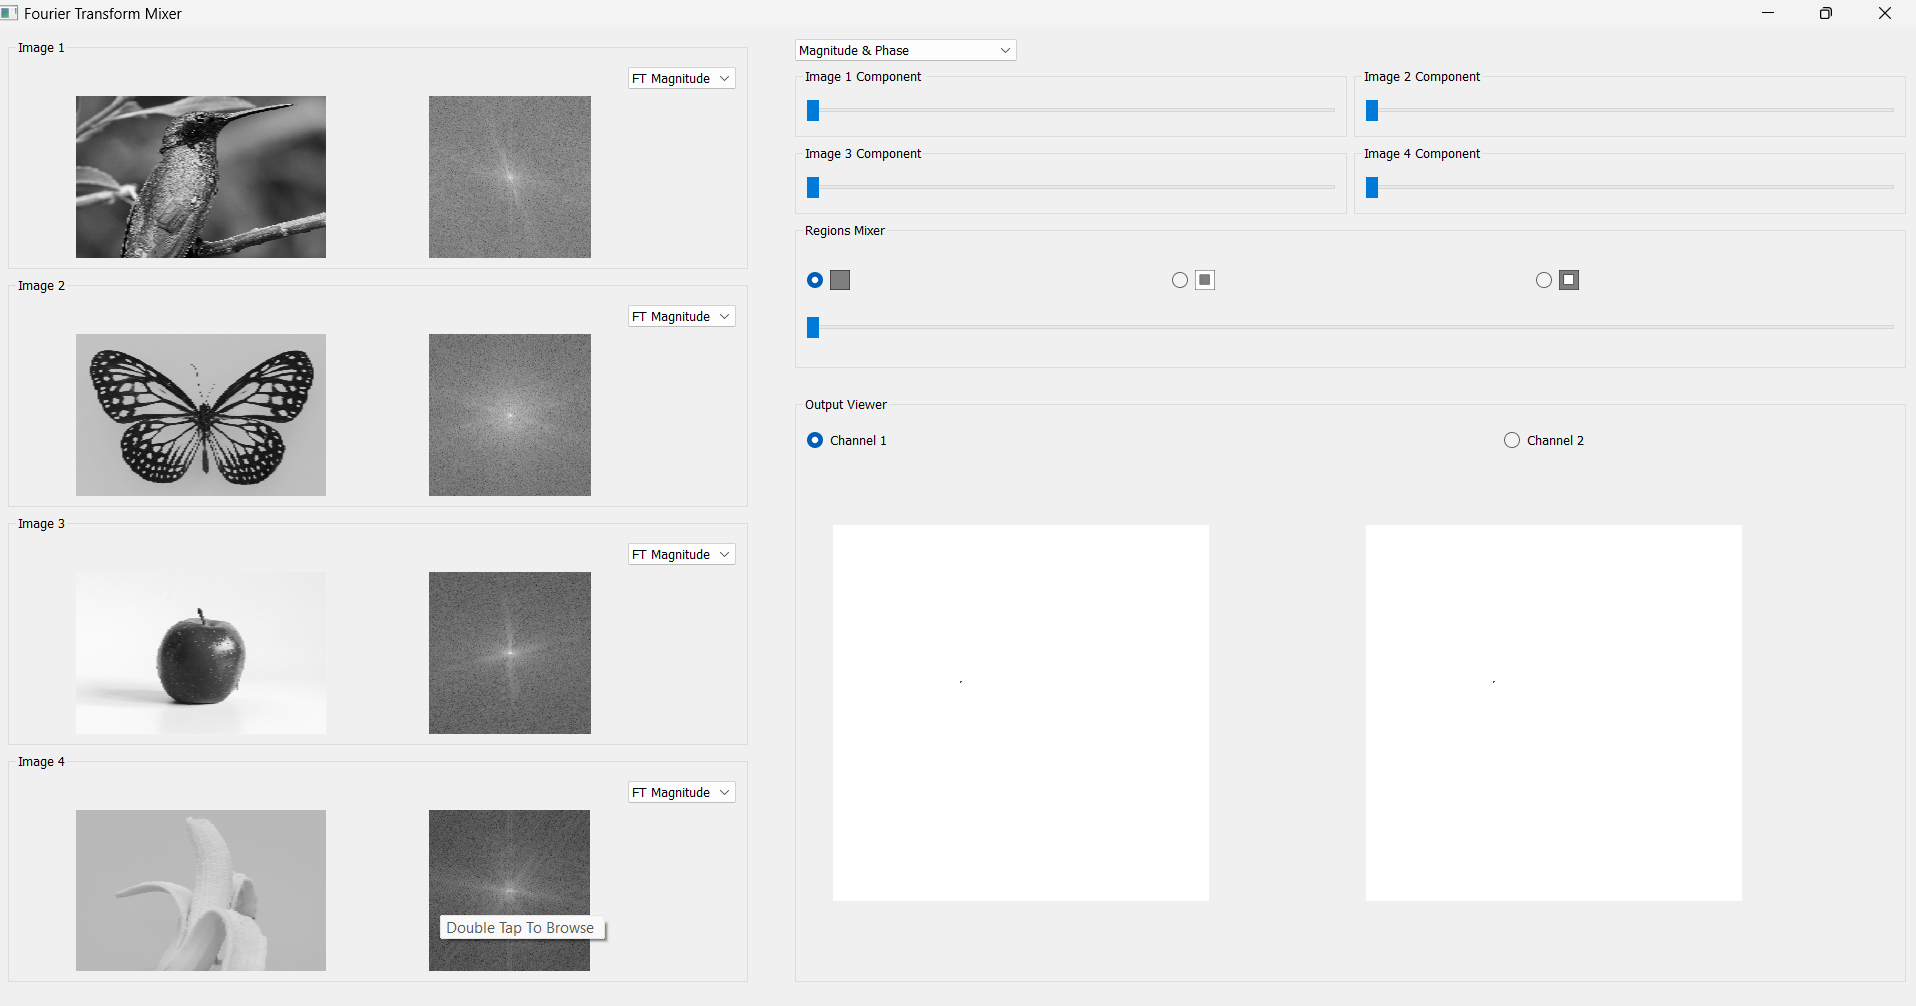 Fourier Transform Mixer
Image 1
FT Magnitude
Image 2
FT Magnitude
Image 3
FT Magnitude
Image 4
FT Magnitude
Double Tap To Browse
Magnitude & Phase
Image 1 Component
Image 2 Component
Image 3 Component
Image 4 Component
Regions Mixer
Output Viewer
Channel 1
Channel 2